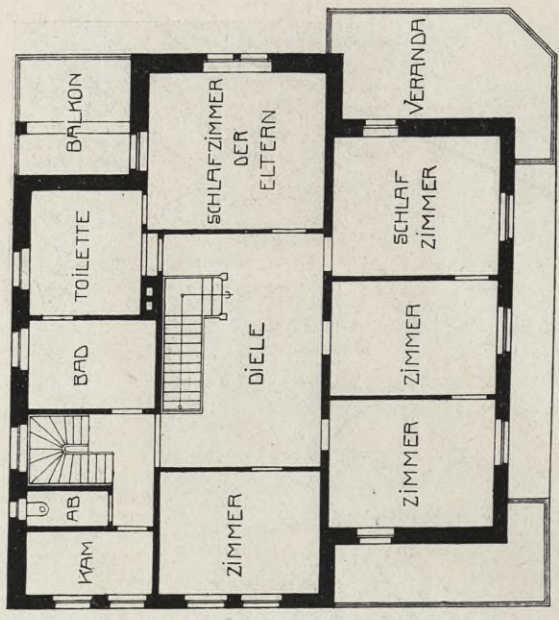 BALKON
SCHLAFZIMMER
DER
ELTERN
VERANDA
TOILETTE
SCHLAF
ZIMMER
BAD
DIELE
ZIMMER
AB
ZIMMER
KAM
ZIMMER